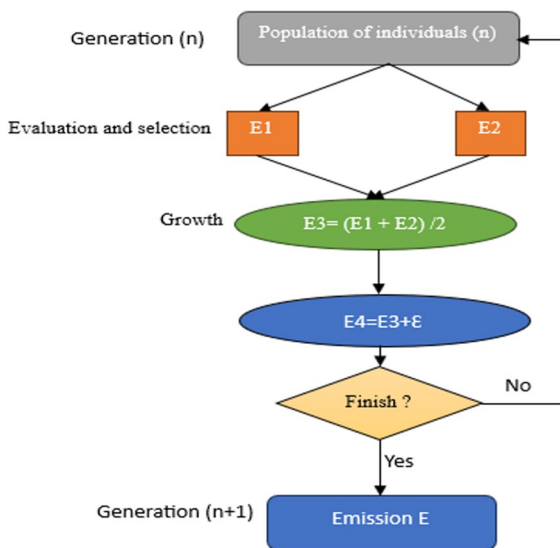 Generation (n)
Population of individuals (n)
Evaluation and selection
E1
E2
Growth
E3= (E1 + E2) /2
E4=E3+Ɛ
Finish ?
No
Yes
Generation (n+1)
Emission E